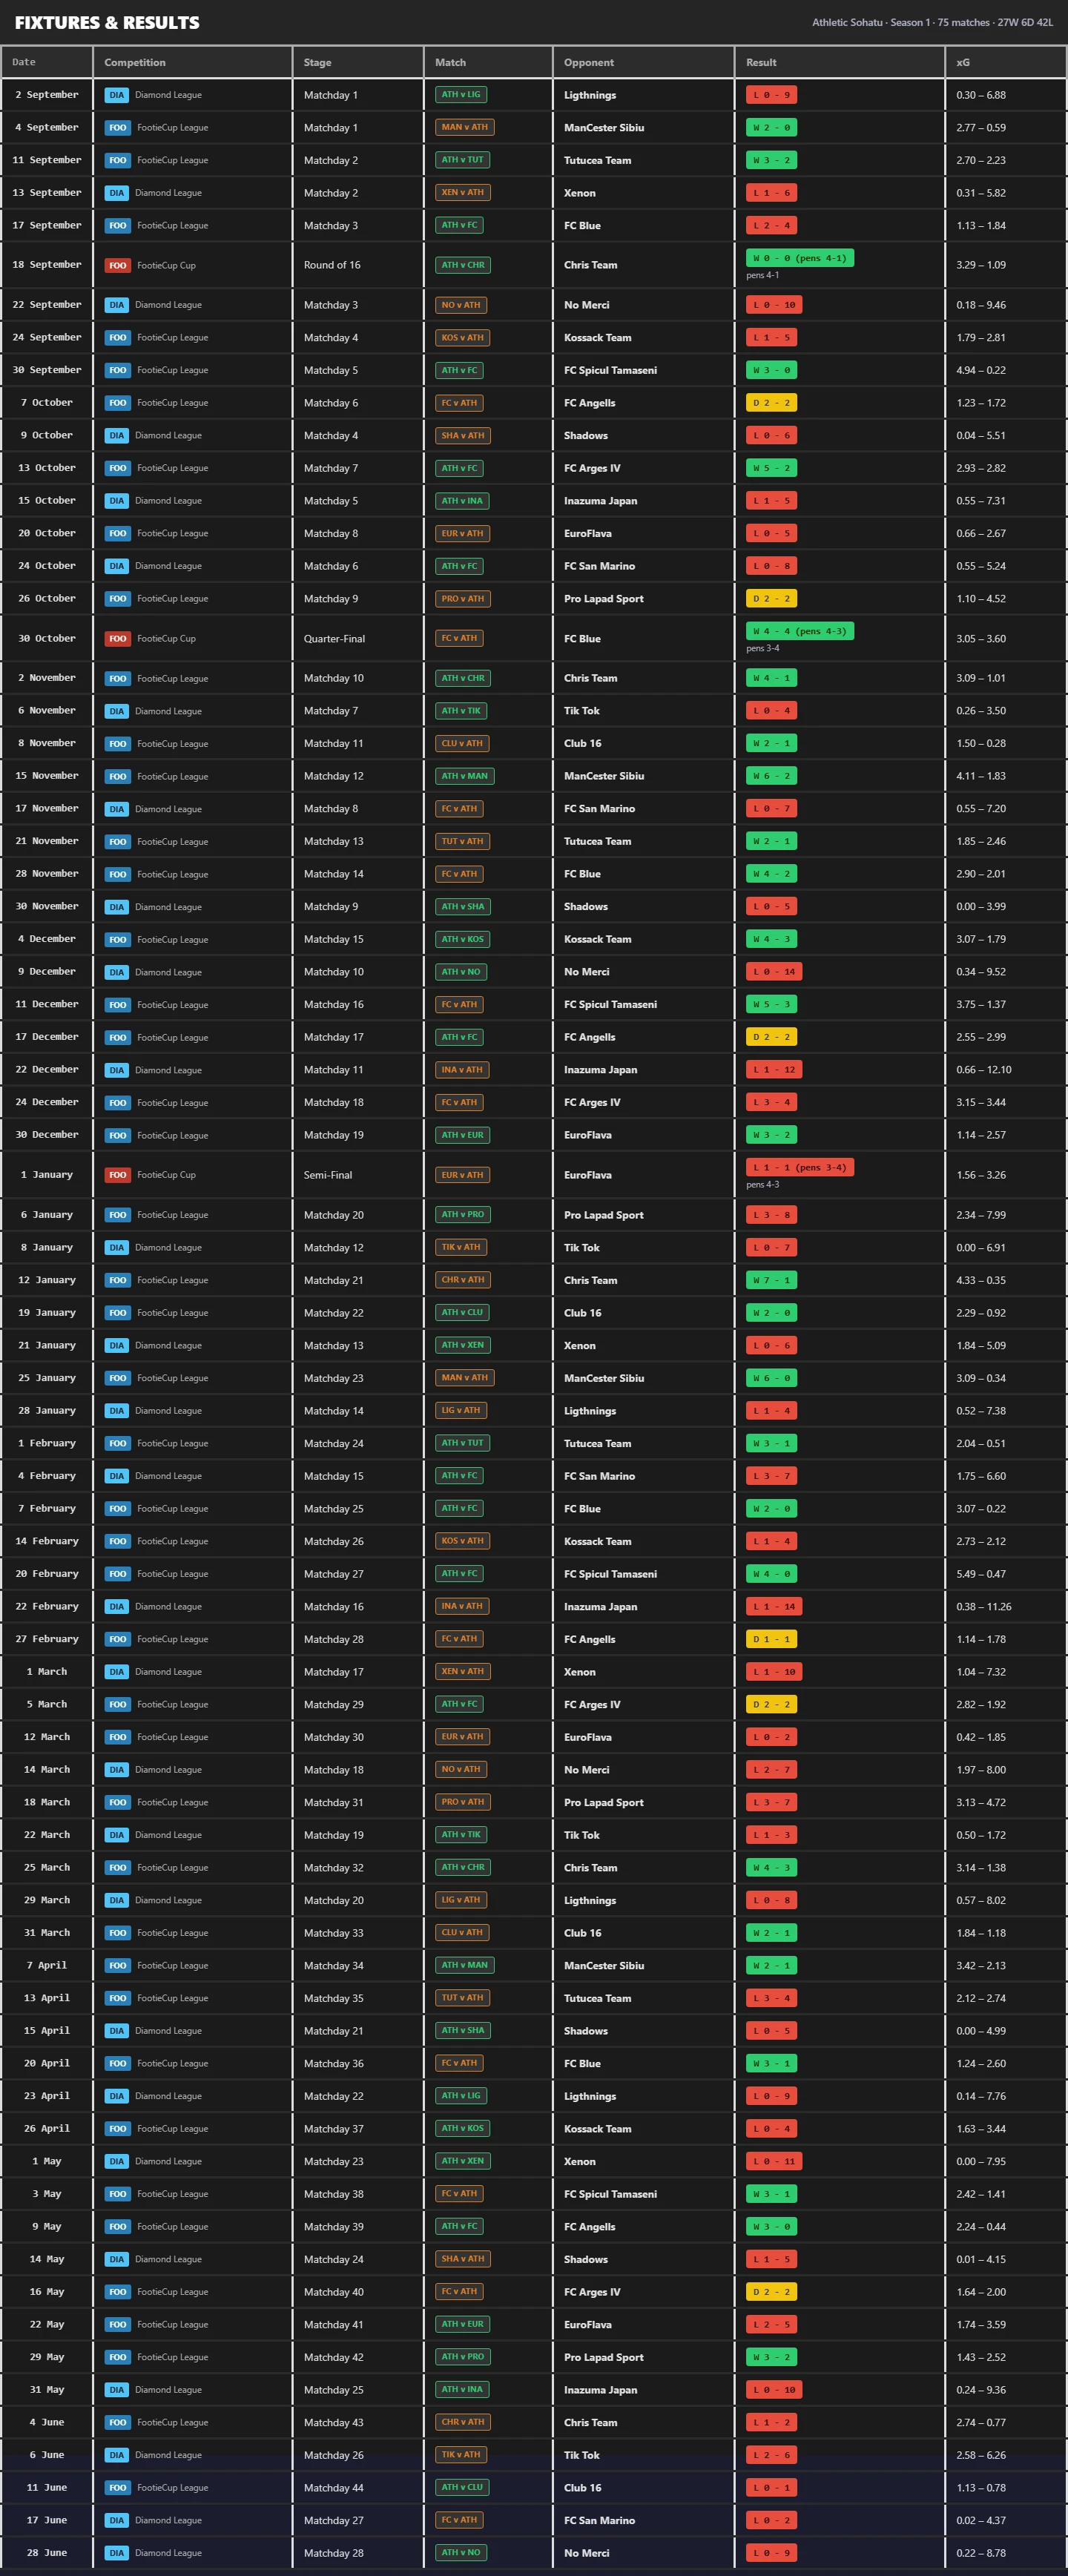 FIXTURES & RESULTS
Athletic Sohatu · Season 1 · 75 matches · 27W 6D 42L
Date Competition Stage Match Opponent Result xG
2 September DIA Diamond League Matchday 1 ATH v LIG Ligthnings L 0 - 9 0.30 – 6.88
4 September FOO FootieCup League Matchday 1 MAN v ATH ManCester Sibiu W 2 - 0 2.77 – 0.59
11 September FOO FootieCup League Matchday 2 ATH v TUT Tutucea Team W 3 - 2 2.70 – 2.23
13 September DIA Diamond League Matchday 2 XEN v ATH Xenon L 1 - 6 0.31 – 5.82
17 September FOO FootieCup League Matchday 3 ATH v FC FC Blue L 2 - 4 1.13 – 1.84
18 September FOO FootieCup Cup Round of 16 ATH v CHR Chris Team W 0 - 0 (pens 4-1) 3.29 – 1.09
pens 4-1
22 September DIA Diamond League Matchday 3 NO v ATH No Merci L 0 - 10 0.18 – 9.46
24 September FOO FootieCup League Matchday 4 KOS v ATH Kossack Team L 1 - 5 1.79 – 2.81
30 September FOO FootieCup League Matchday 5 ATH v FC FC Spicul Tamaseni W 3 - 0 4.94 – 0.22
7 October FOO FootieCup League Matchday 6 FC v ATH FC Angells D 2 - 2 1.23 – 1.72
9 October DIA Diamond League Matchday 4 SHA v ATH Shadows L 0 - 6 0.04 – 5.51
13 October FOO FootieCup League Matchday 7 ATH v FC FC Arges IV W 5 - 2 2.93 – 2.82
15 October DIA Diamond League Matchday 5 ATH v INA Inazuma Japan L 1 - 5 0.55 – 7.31
20 October FOO FootieCup League Matchday 8 EUR v ATH EuroFlava L 0 - 5 0.66 – 2.67
24 October DIA Diamond League Matchday 6 ATH v FC FC San Marino L 0 - 8 0.55 – 5.24
26 October FOO FootieCup League Matchday 9 PRO v ATH Pro Lapad Sport D 2 - 2 1.10 – 4.52
30 October FOO FootieCup Cup Quarter-Final FC v ATH FC Blue W 4 - 4 (pens 4-3) 3.05 – 3.60
pens 3-4
2 November FOO FootieCup League Matchday 10 ATH v CHR Chris Team W 4 - 1 3.09 – 1.01
6 November DIA Diamond League Matchday 7 ATH v TIK Tik Tok L 0 - 4 0.26 – 3.50
8 November FOO FootieCup League Matchday 11 CLU v ATH Club 16 W 2 - 1 1.50 – 0.28
15 November FOO FootieCup League Matchday 12 ATH v MAN ManCester Sibiu W 6 - 2 4.11 – 1.83
17 November DIA Diamond League Matchday 8 FC v ATH FC San Marino L 0 - 7 0.55 – 7.20
21 November FOO FootieCup League Matchday 13 TUT v ATH Tutucea Team W 2 - 1 1.85 – 2.46
28 November FOO FootieCup League Matchday 14 FC v ATH FC Blue W 4 - 2 2.90 – 2.01
30 November DIA Diamond League Matchday 9 ATH v SHA Shadows L 0 - 5 0.00 – 3.99
4 December FOO FootieCup League Matchday 15 ATH v KOS Kossack Team W 4 - 3 3.07 – 1.79
9 December DIA Diamond League Matchday 10 ATH v NO No Merci L 0 - 14 0.34 – 9.52
11 December FOO FootieCup League Matchday 16 FC v ATH FC Spicul Tamaseni W 5 - 3 3.75 – 1.37
17 December FOO FootieCup League Matchday 17 ATH v FC FC Angells D 2 - 2 2.55 – 2.99
22 December DIA Diamond League Matchday 11 INA v ATH Inazuma Japan L 1 - 12 0.66 – 12.10
24 December FOO FootieCup League Matchday 18 FC v ATH FC Arges IV L 3 - 4 3.15 – 3.44
30 December FOO FootieCup League Matchday 19 ATH v EUR EuroFlava W 3 - 2 1.14 – 2.57
1 January FOO FootieCup Cup Semi-Final EUR v ATH EuroFlava L 1 - 1 (pens 3-4) 1.56 – 3.26
pens 4-3
6 January FOO FootieCup League Matchday 20 ATH v PRO Pro Lapad Sport L 3 - 8 2.34 – 7.99
8 January DIA Diamond League Matchday 12 TIK v ATH Tik Tok L 0 - 7 0.00 – 6.91
12 January FOO FootieCup League Matchday 21 CHR v ATH Chris Team W 7 - 1 4.33 – 0.35
19 January FOO FootieCup League Matchday 22 ATH v CLU Club 16 W 2 - 0 2.29 – 0.92
21 January DIA Diamond League Matchday 13 ATH v XEN Xenon L 0 - 6 1.84 – 5.09
25 January FOO FootieCup League Matchday 23 MAN v ATH ManCester Sibiu W 6 - 0 3.09 – 0.34
28 January DIA Diamond League Matchday 14 LIG v ATH Ligthnings L 1 - 4 0.52 – 7.38
1 February FOO FootieCup League Matchday 24 ATH v TUT Tutucea Team W 3 - 1 2.04 – 0.51
4 February DIA Diamond League Matchday 15 ATH v FC FC San Marino L 3 - 7 1.75 – 6.60
7 February FOO FootieCup League Matchday 25 ATH v FC FC Blue W 2 - 0 3.07 – 0.22
14 February FOO FootieCup League Matchday 26 KOS v ATH Kossack Team L 1 - 4 2.73 – 2.12
20 February FOO FootieCup League Matchday 27 ATH v FC FC Spicul Tamaseni W 4 - 0 5.49 – 0.47
22 February DIA Diamond League Matchday 16 INA v ATH Inazuma Japan L 1 - 14 0.38 – 11.26
27 February FOO FootieCup League Matchday 28 FC v ATH FC Angells D 1 - 1 1.14 – 1.78
1 March DIA Diamond League Matchday 17 XEN v ATH Xenon L 1 - 10 1.04 – 7.32
5 March FOO FootieCup League Matchday 29 ATH v FC FC Arges IV D 2 - 2 2.82 – 1.92
12 March FOO FootieCup League Matchday 30 EUR v ATH EuroFlava L 0 - 2 0.42 – 1.85
14 March DIA Diamond League Matchday 18 NO v ATH No Merci L 2 - 7 1.97 – 8.00
18 March FOO FootieCup League Matchday 31 PRO v ATH Pro Lapad Sport L 3 - 7 3.13 – 4.72
22 March DIA Diamond League Matchday 19 ATH v TIK Tik Tok L 1 - 3 0.50 – 1.72
25 March FOO FootieCup League Matchday 32 ATH v CHR Chris Team W 4 - 3 3.14 – 1.38
29 March DIA Diamond League Matchday 20 LIG v ATH Ligthnings L 0 - 8 0.57 – 8.02
31 March FOO FootieCup League Matchday 33 CLU v ATH Club 16 W 2 - 1 1.84 – 1.18
7 April FOO FootieCup League Matchday 34 ATH v MAN ManCester Sibiu W 2 - 1 3.42 – 2.13
13 April FOO FootieCup League Matchday 35 TUT v ATH Tutucea Team L 3 - 4 2.12 – 2.74
15 April DIA Diamond League Matchday 21 ATH v SHA Shadows L 0 - 5 0.00 – 4.99
20 April FOO FootieCup League Matchday 36 FC v ATH FC Blue W 3 - 1 1.24 – 2.60
23 April DIA Diamond League Matchday 22 ATH v LIG Ligthnings L 0 - 9 0.14 – 7.76
26 April FOO FootieCup League Matchday 37 ATH v KOS Kossack Team L 0 - 4 1.63 – 3.44
1 May DIA Diamond League Matchday 23 ATH v XEN Xenon L 0 - 11 0.00 – 7.95
3 May FOO FootieCup League Matchday 38 FC v ATH FC Spicul Tamaseni W 3 - 1 2.42 – 1.41
9 May FOO FootieCup League Matchday 39 ATH v FC FC Angells W 3 - 0 2.24 – 0.44
14 May DIA Diamond League Matchday 24 SHA v ATH Shadows L 1 - 5 0.01 – 4.15
16 May FOO FootieCup League Matchday 40 FC v ATH FC Arges IV D 2 - 2 1.64 – 2.00
22 May FOO FootieCup League Matchday 41 ATH v EUR EuroFlava L 2 - 5 1.74 – 3.59
29 May FOO FootieCup League Matchday 42 ATH v PRO Pro Lapad Sport W 3 - 2 1.43 – 2.52
31 May DIA Diamond League Matchday 25 ATH v INA Inazuma Japan L 0 - 10 0.24 – 9.36
4 June FOO FootieCup League Matchday 43 CHR v ATH Chris Team L 1 - 2 2.74 – 0.77
6 June DIA Diamond League Matchday 26 TIK v ATH Tik Tok L 2 - 6 2.58 – 6.26
11 June FOO FootieCup League Matchday 44 ATH v CLU Club 16 L 0 - 1 1.13 – 0.78
17 June DIA Diamond League Matchday 27 FC v ATH FC San Marino L 0 - 2 0.02 – 4.37
28 June DIA Diamond League Matchday 28 ATH v NO No Merci L 0 - 9 0.22 – 8.78